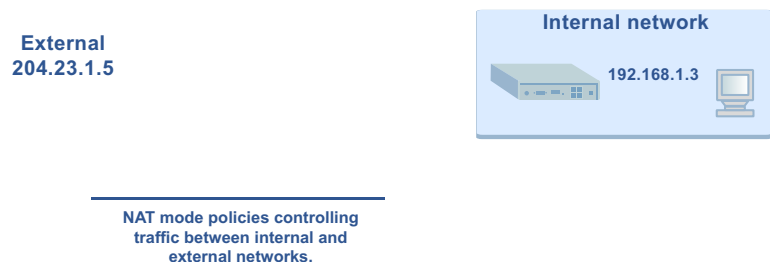 External
204.23.1.5
Internal network
192.168.1.3
NAT mode policies controlling
traffic between internal and
external networks.